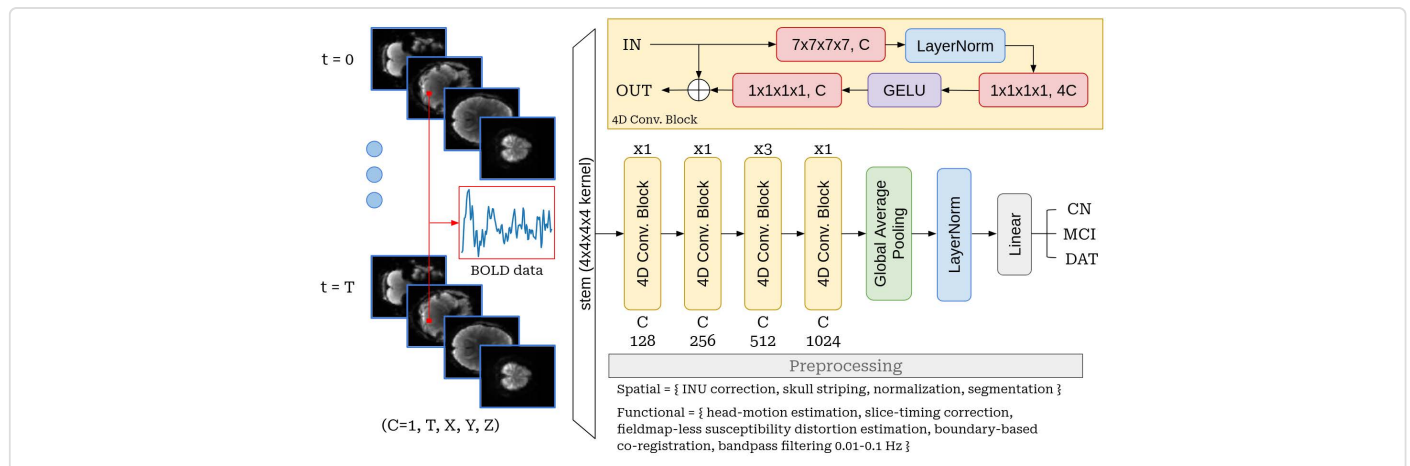 t = 0
t = T
BOLD data
(C=1, T, X, Y, Z)
stem (4x4x4x4 kernel)
IN
7x7x7x7, C
LayerNorm
OUT
1x1x1x1, C
GELU
1x1x1x1, 4C
4D Conv. Block
x1
x1
x3
x1
4D Conv. Block
4D Conv. Block
4D Conv. Block
4D Conv. Block
Global Average
Pooling
LayerNorm
Linear
CN
MCI
DAT
C
128
C
256
C
512
C
1024
Preprocessing
Spatial = { INU correction, skull striping, normalization, segmentation }
Functional = { head-motion estimation, slice-timing correction,
fieldmap-less susceptibility distortion estimation, boundary-based
co-registration, bandpass filtering 0.01-0.1 Hz }